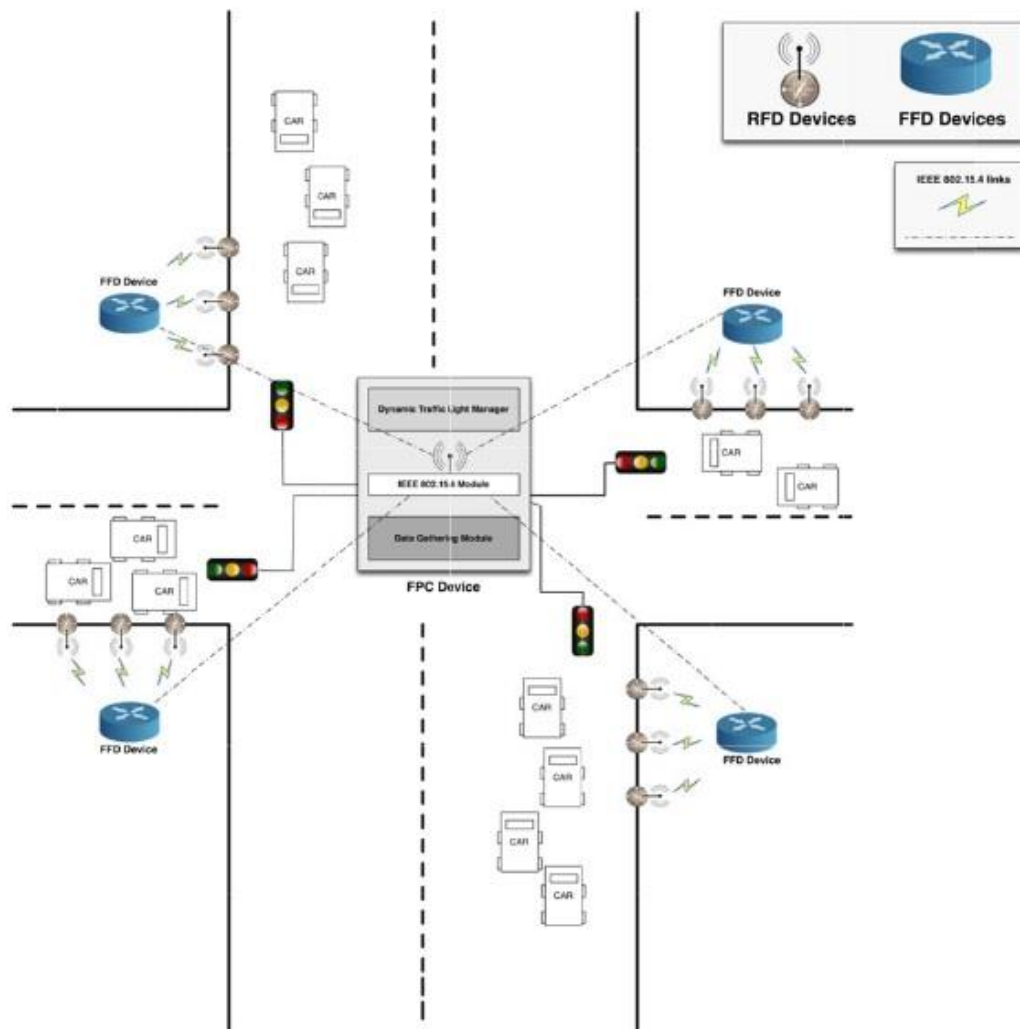 RFD Devices
FFD Devices
IEEE 802.15.4 links
CAR
CAR
CAR
FFD Device
FFD Device
Dynamic Traffic Light Manager
IEEE 802.15.4 Module
Data Gathering Module
FPC Device
CAR
CAR
CAR
CAR
CAR
FFD Device
FFD Device
CAR
CAR
CAR
CAR